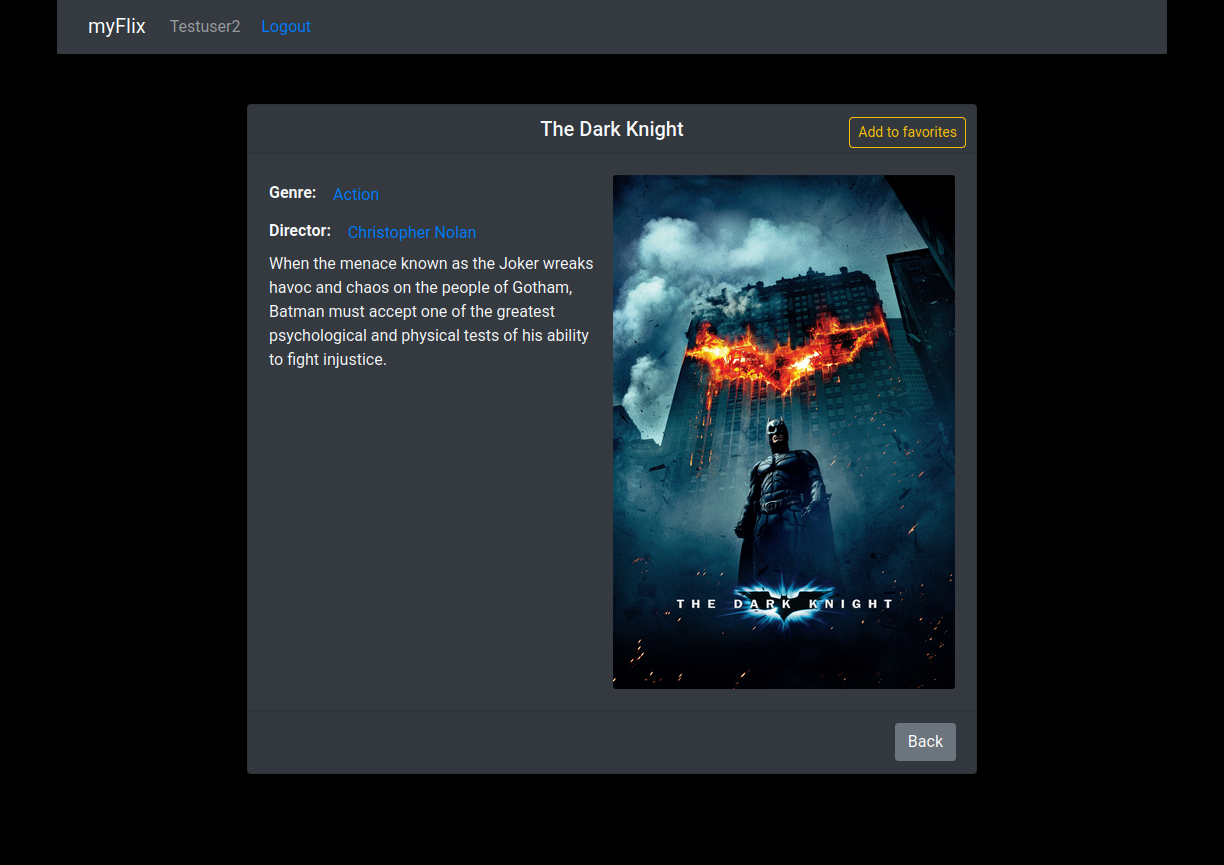 myFlix Testuser2 Logout
The Dark Knight Add to favorites
Genre: Action
Director: Christopher Nolan
When the menace known as the Joker wreaks
havoc and chaos on the people of Gotham,
Batman must accept one of the greatest
psychological and physical tests of his ability
to fight injustice.
THE DARK KNIGHT
Back